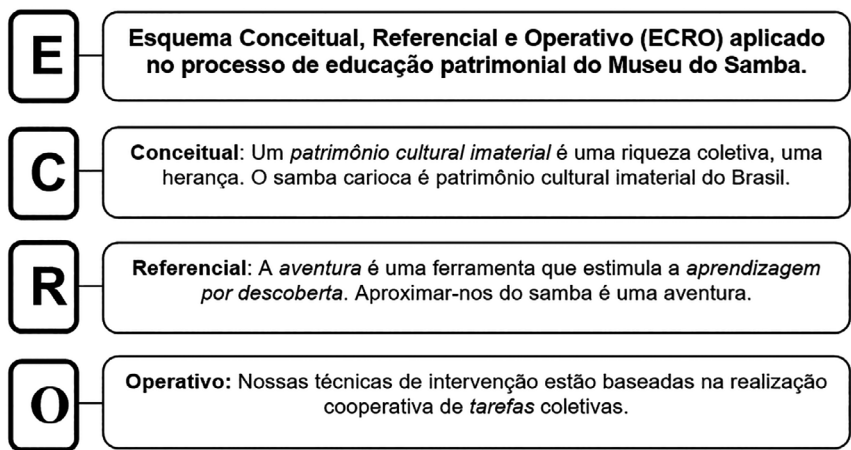 E
Esquema Conceitual, Referencial e Operativo (ECRO) aplicado
no processo de educação patrimonial do Museu do Samba.
C
Conceitual: Um patrimônio cultural imaterial é uma riqueza coletiva, uma
herança. O samba carioca é patrimônio cultural imaterial do Brasil.
R
Referencial: A aventura é uma ferramenta que estimula a aprendizagem
por descoberta. Aproximar-nos do samba é uma aventura.
O
Operativo: Nossas técnicas de intervenção estão baseadas na realização
cooperativa de tarefas coletivas.